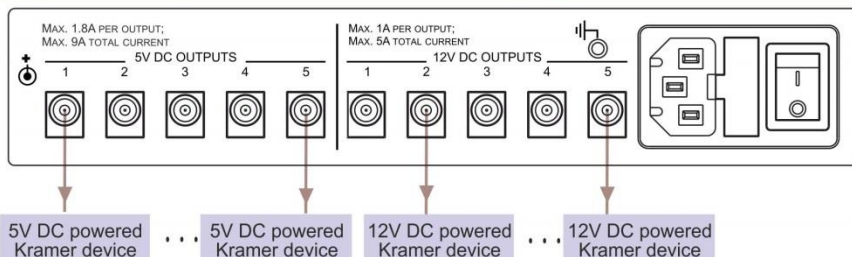 MAX. 1.8A PER OUTPUT;
MAX. 9A TOTAL CURRENT
5V DC OUTPUTS
+
1 2 3 4 5
MAX. 1A PER OUTPUT;
MAX. 5A TOTAL CURRENT
12V DC OUTPUTS
1 2 3 4 5
5V DC powered
Kramer device
...
5V DC powered
Kramer device
12V DC powered
Kramer device
...
12V DC powered
Kramer device